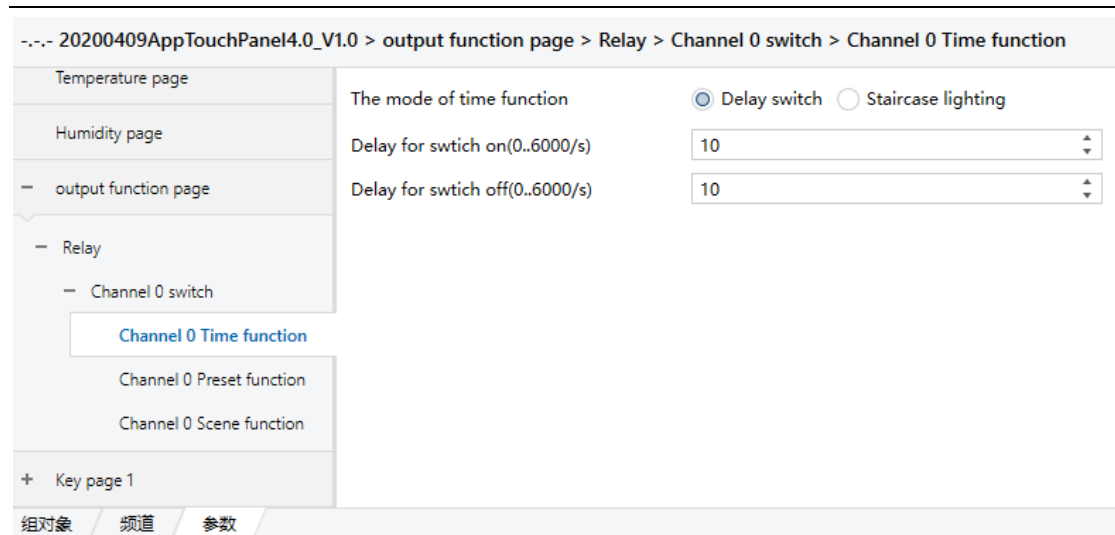 -.-.- 20200409AppTouchPanel4.0_V1.0 > output function page > Relay > Channel 0 switch > Channel 0 Time function
Temperature page
Humidity page
− output function page
− Relay
− Channel 0 switch
Channel 0 Time function
Channel 0 Preset function
Channel 0 Scene function
+ Key page 1
The mode of time function Delay switch Staircase lighting
Delay for swtich on(0..6000/s) 10
Delay for swtich off(0..6000/s) 10
组对象 频道 参数